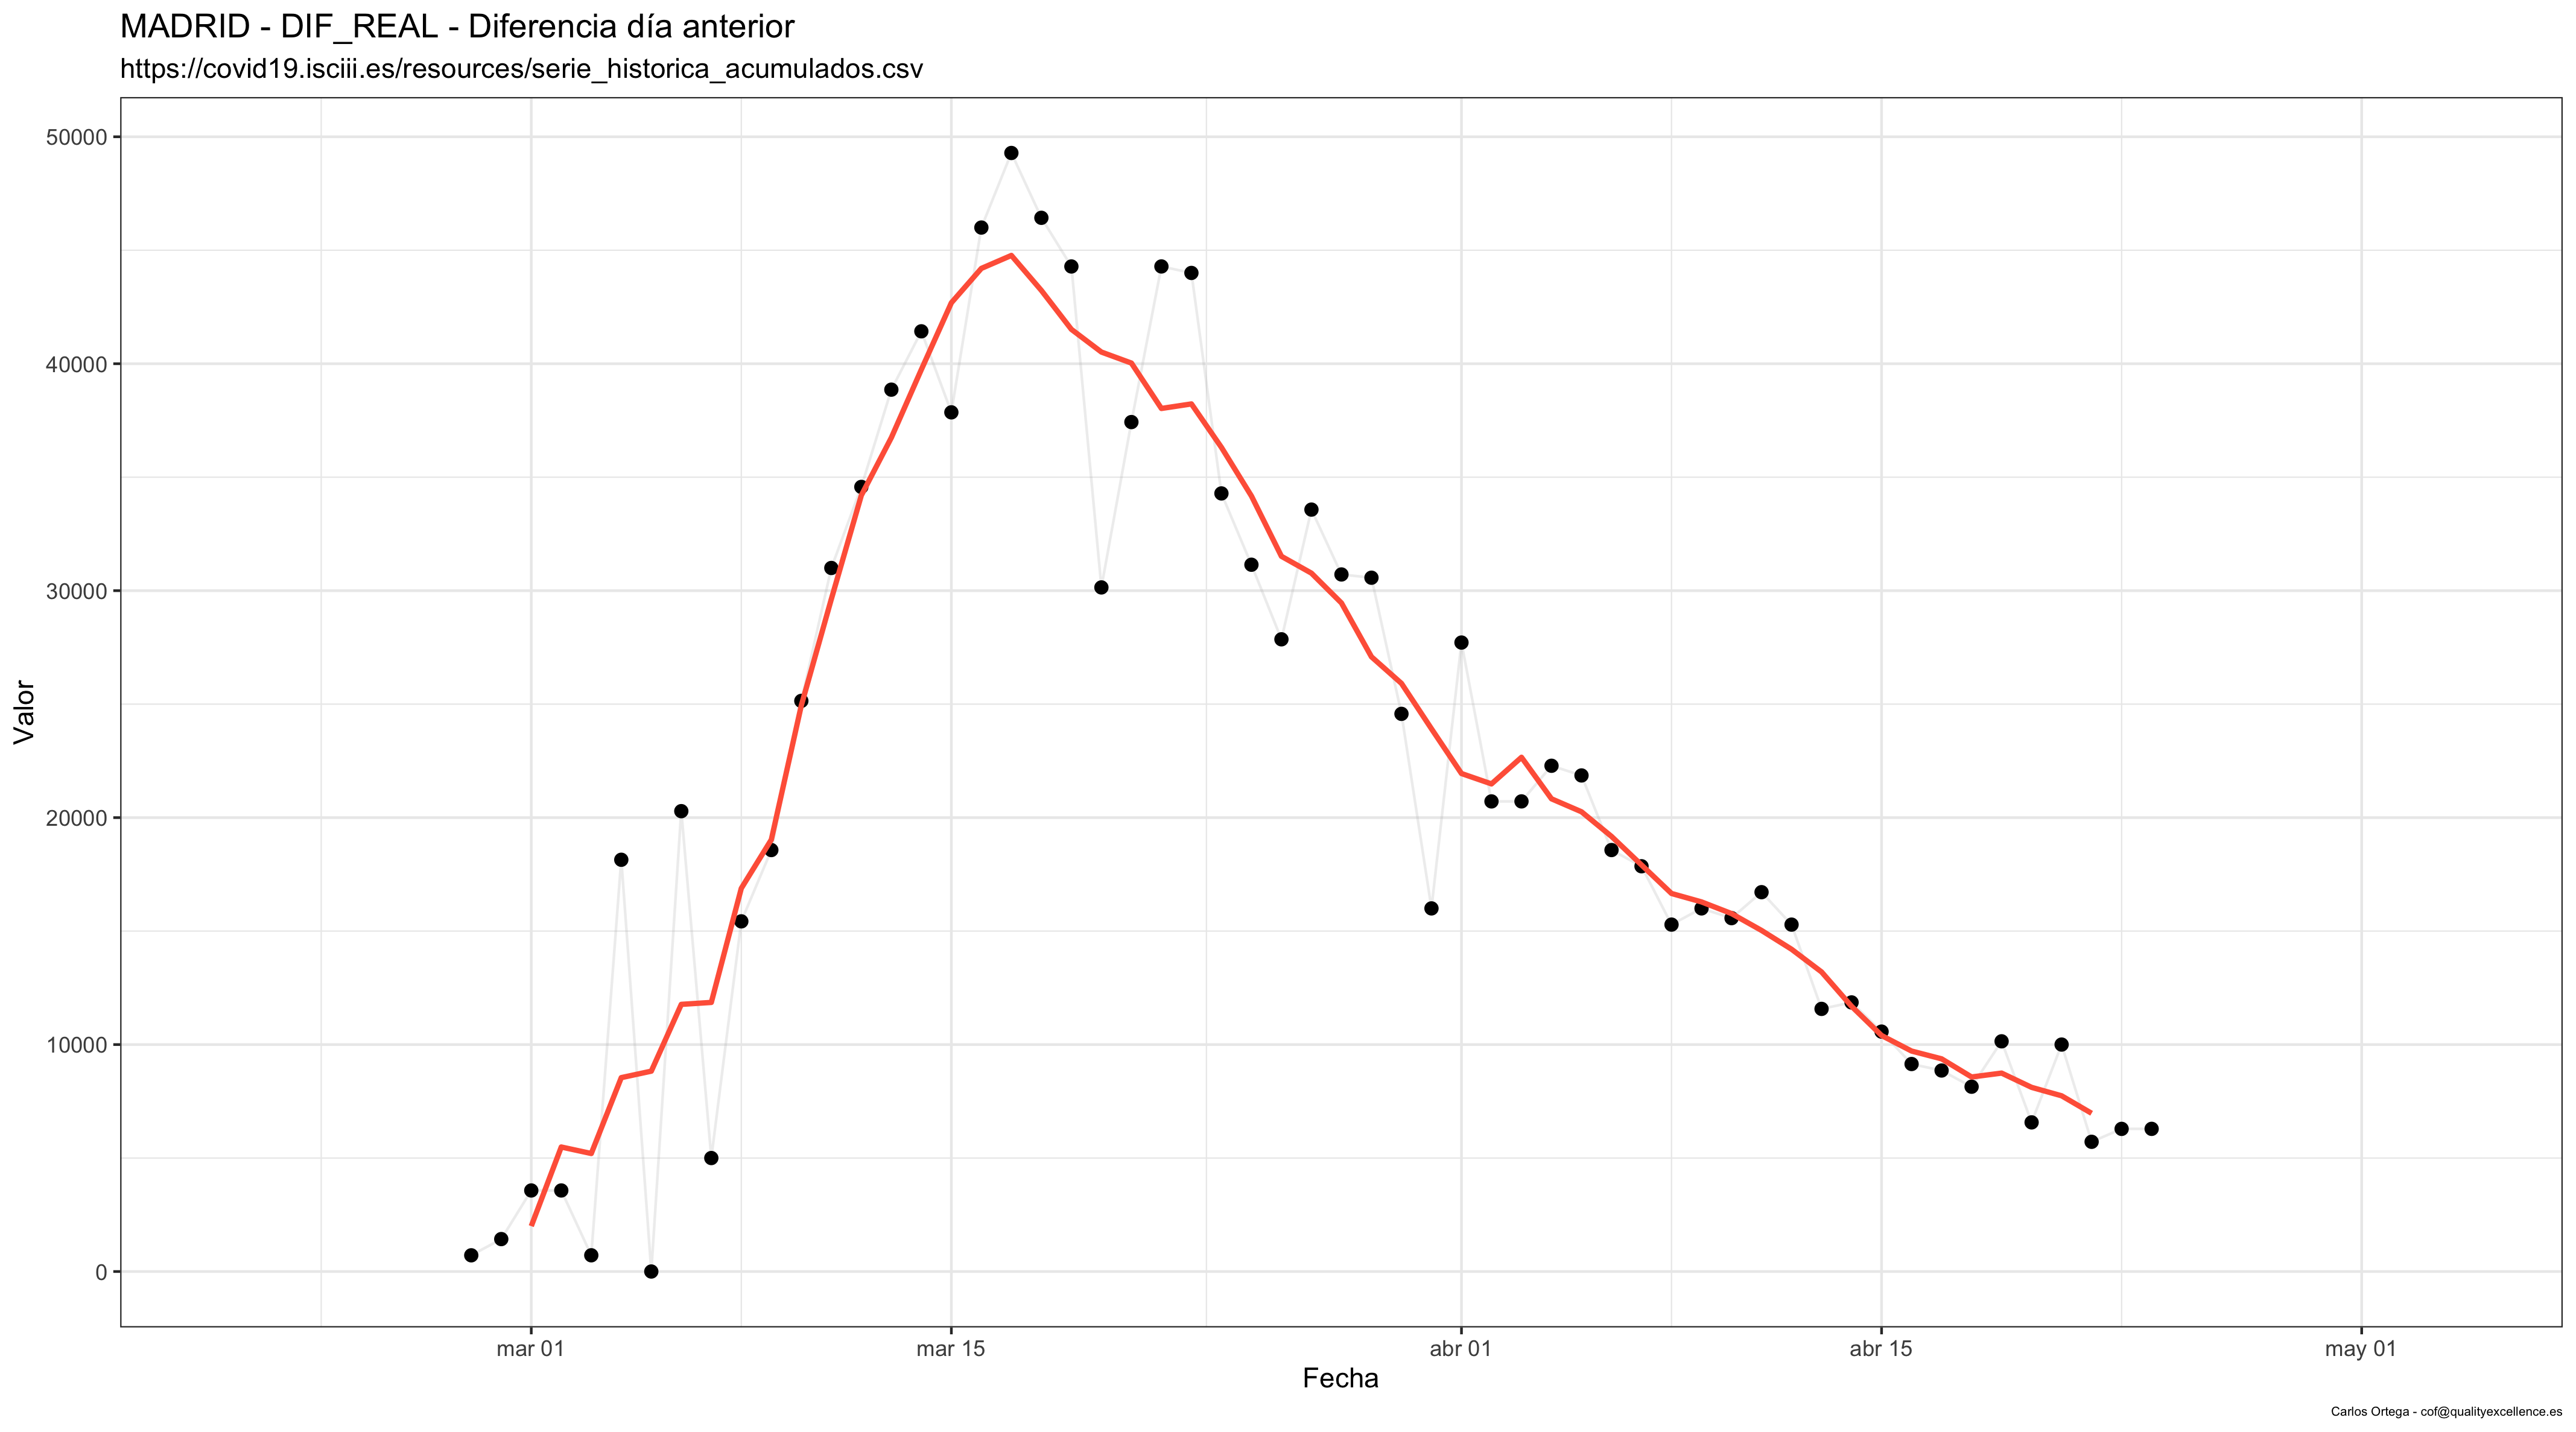 MADRID - DIF_REAL - Diferencia día anterior
https://covid19.isciii.es/resources/serie_historica_acumulados.csv
50000
40000
30000
20000
10000
0
Valor
mar 01
mar 15
abr 01
abr 15
may 01
Fecha
Carlos Ortega - cof@qualityexcellence.es